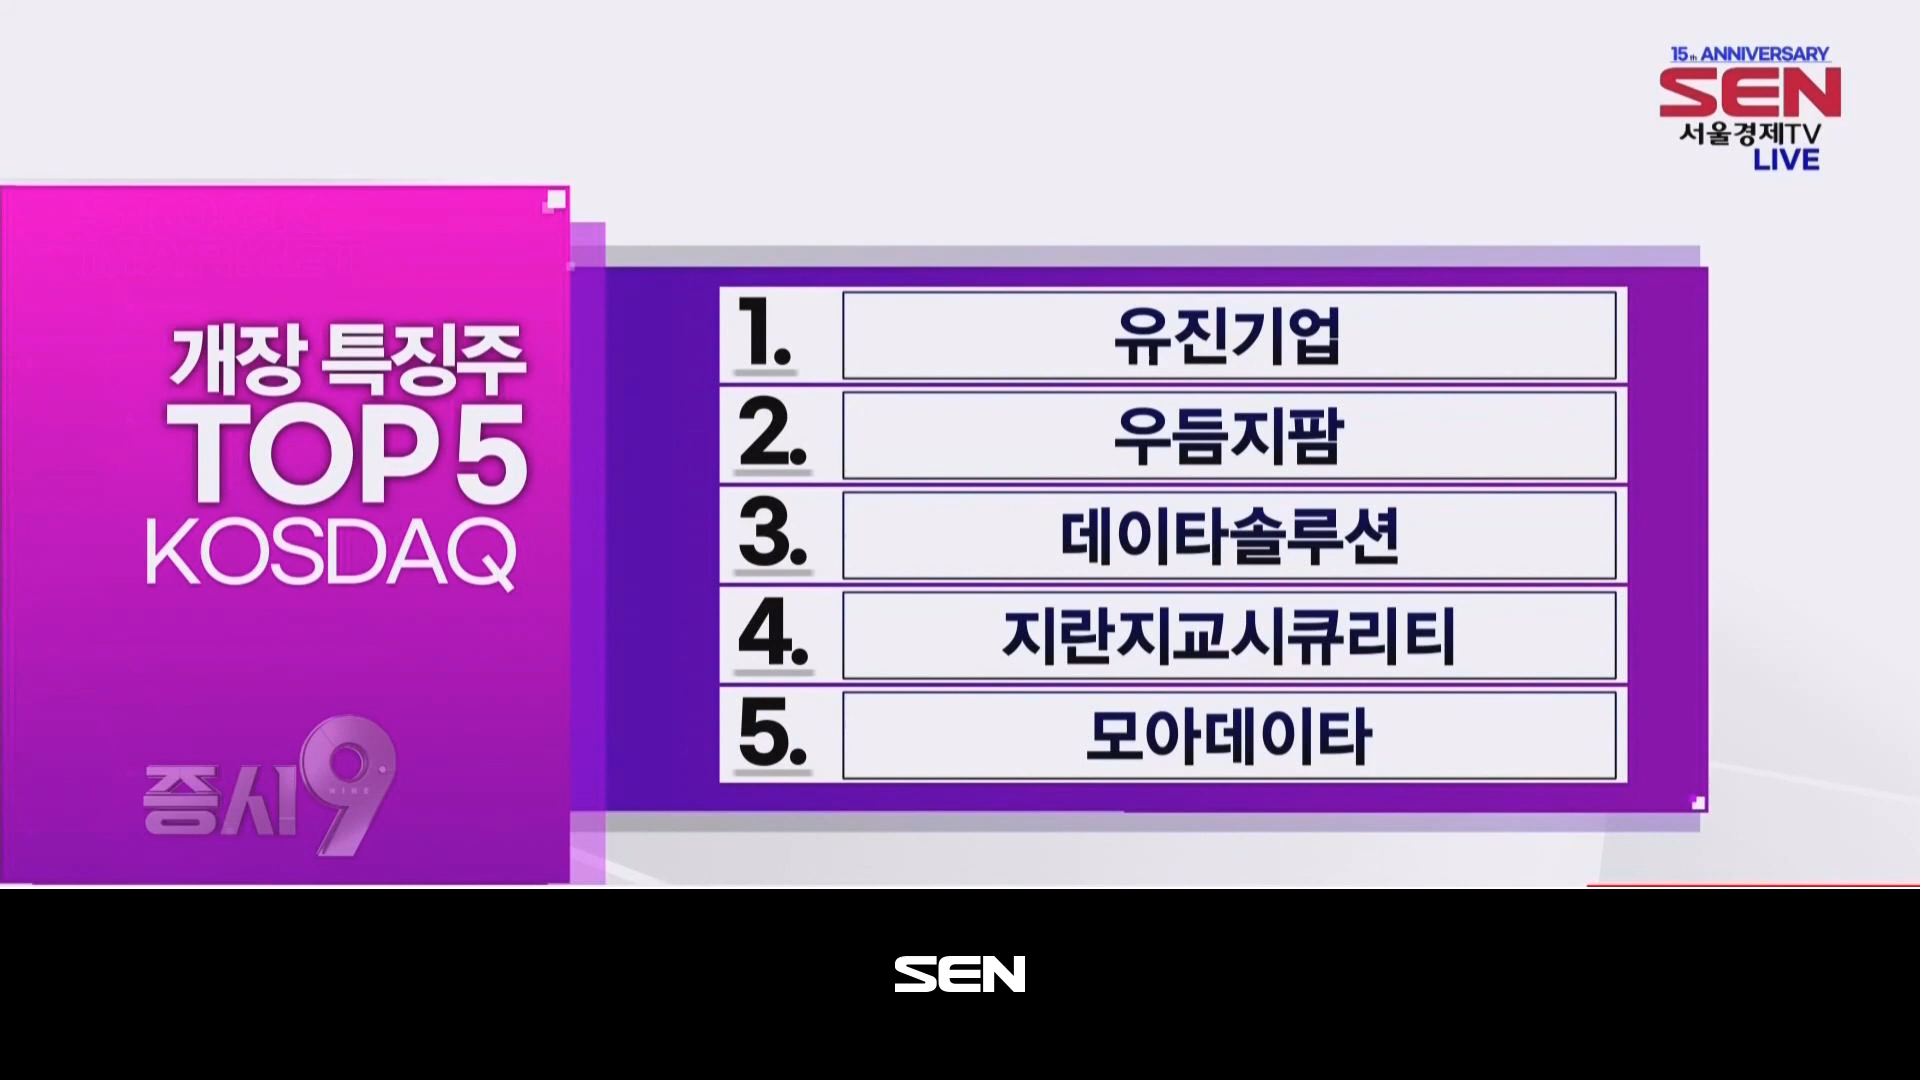 15th ANNIVERSARY
SEN
서울경제TV
LIVE
개장 특징주
TOP 5
KOSDAQ
증시9
NINE
1. 유진기업
2. 우듬지팜
3. 데이타솔루션
4. 지란지교시큐리티
5. 모아데이타
SEN